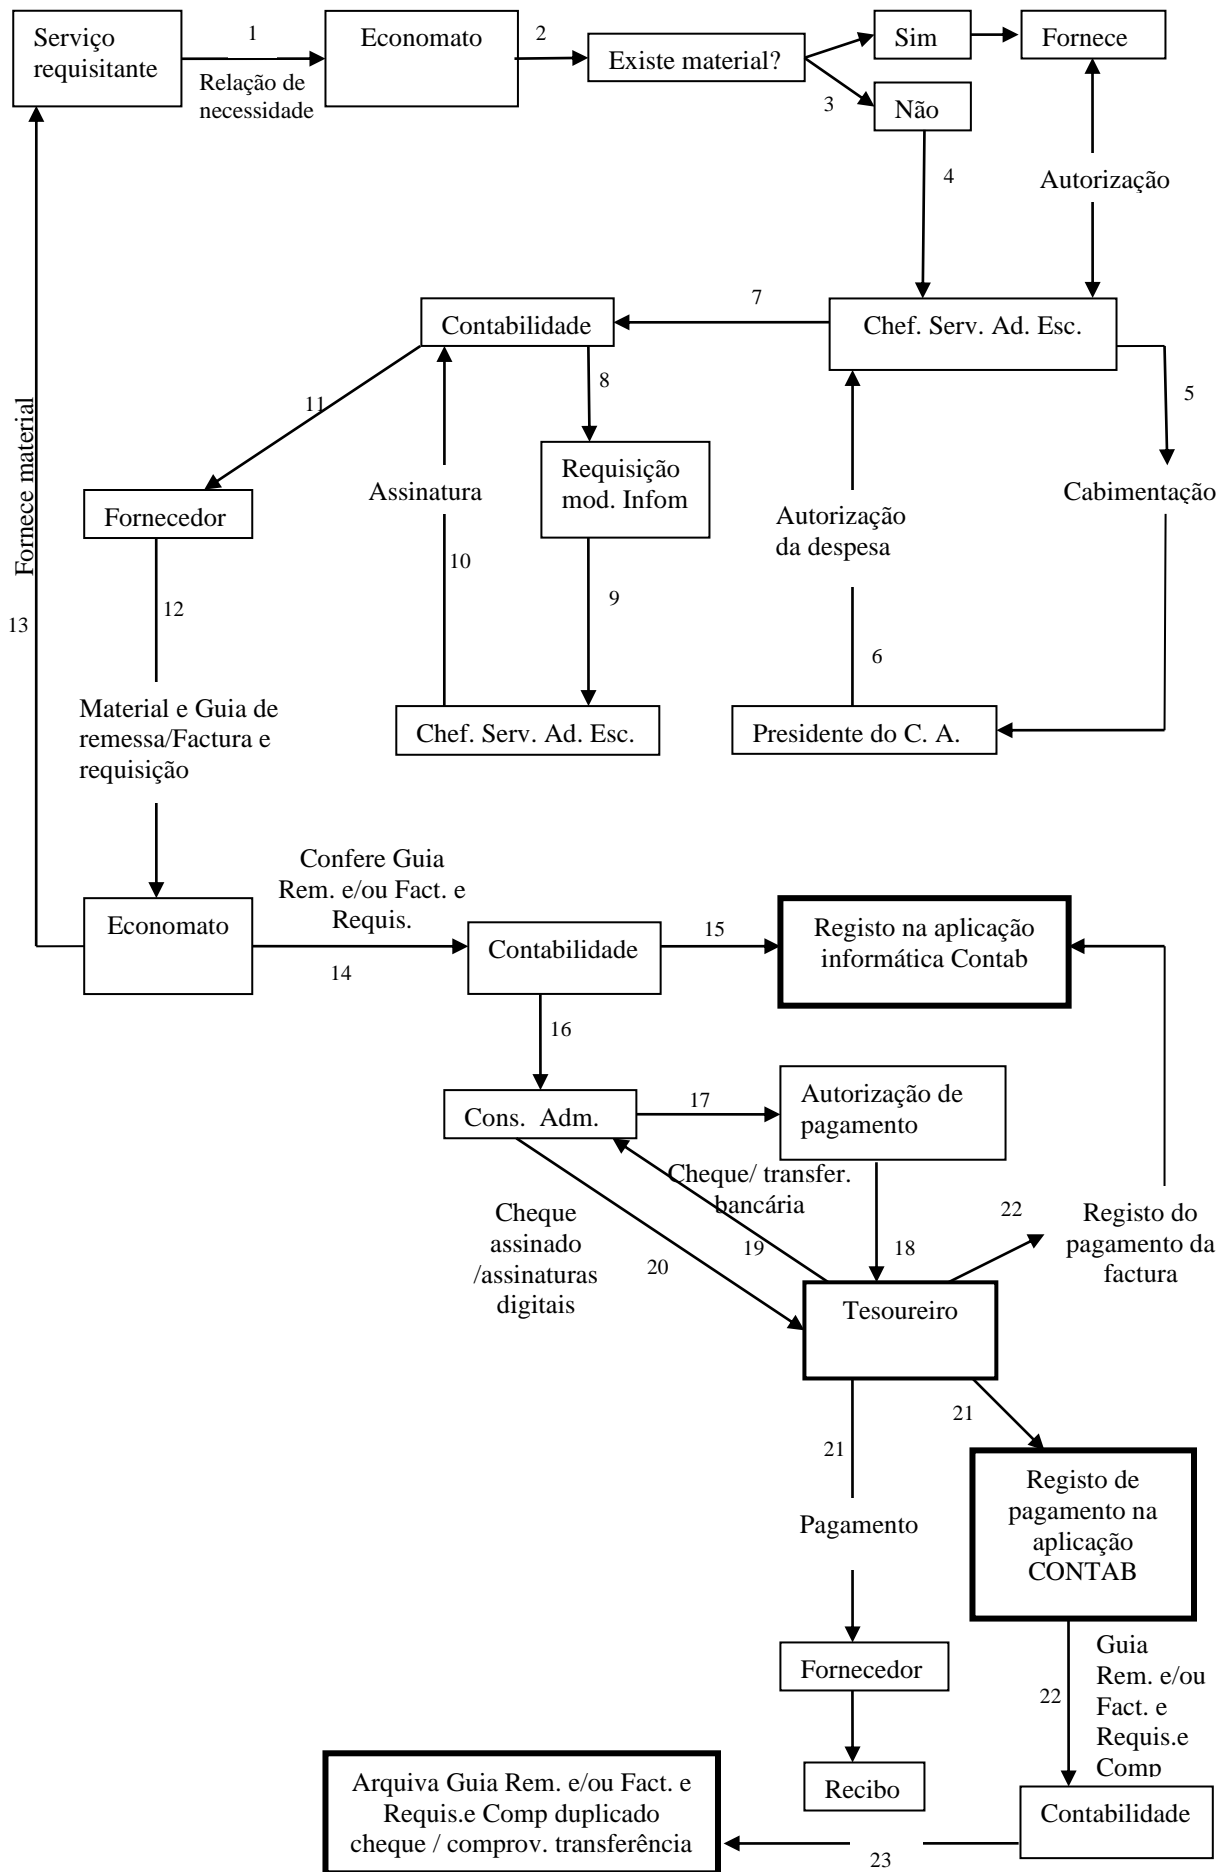 Serviço
requisitante
1
Relação de
necessidade
Economato
2
Existe material?
Sim
Fornece
3
Não
4
Autorização
Contabilidade
7
Chef. Serv. Ad. Esc.
11
8
5
Fornece material
13
Fornecedor
Assinatura
Requisição
mod. Infom
Autorização
da despesa
Cabimentação
12
10
9
6
Material e Guia de
remessa/Factura e
requisição
Chef. Serv. Ad. Esc.
Presidente do C. A.
Economato
Confere Guia
Rem. e/ou Fact. e
Requis.
14
Contabilidade
15
Registo na aplicação
informática Contab
16
Cons. Adm.
17
Autorização de
pagamento
Cheque/ transfer.
bancária
Cheque
assinado
/assinaturas
digitais
20
19
18
22
Registo do
pagamento da
factura
Tesoureiro
21
21
Pagamento
Registo de
pagamento na
aplicação
CONTAB
Fornecedor
22
Guia
Rem. e/ou
Fact. e
Requis.e
Comp
Recibo
Contabilidade
Arquiva Guia Rem. e/ou Fact. e
Requis.e Comp duplicado
cheque / comprov. transferência
23